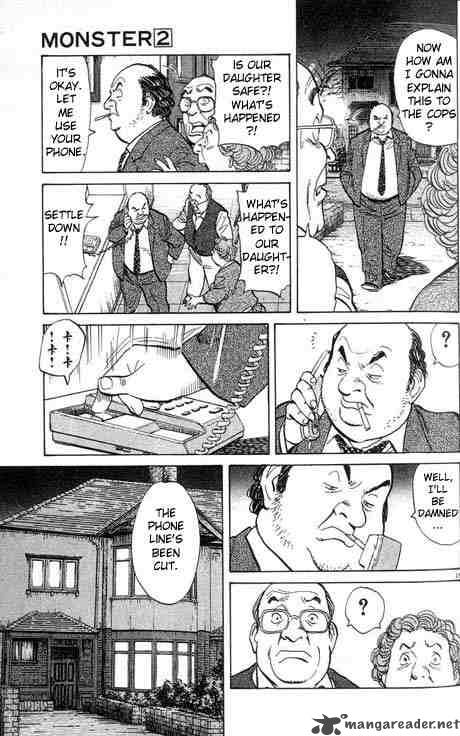 MONSTER 2
NOW
HOW AM
I GONNA
EXPLAIN
THIS TO
THE COPS
?
IS OUR
DAUGHTER
SAFE?!
WHAT'S
HAPPENED
?!
IT'S
OKAY.
LET
ME
USE
YOUR
PHONE.
WHAT'S
HAPPEN-
ED
TO
OUR
DAUGHT-
ER?!
SETTLE
DOWN
!!
?
WELL,
I'LL
BE
DAMNED
...
THE
PHONE
LINE'S
BEEN
CUT.
?
mangareader.net